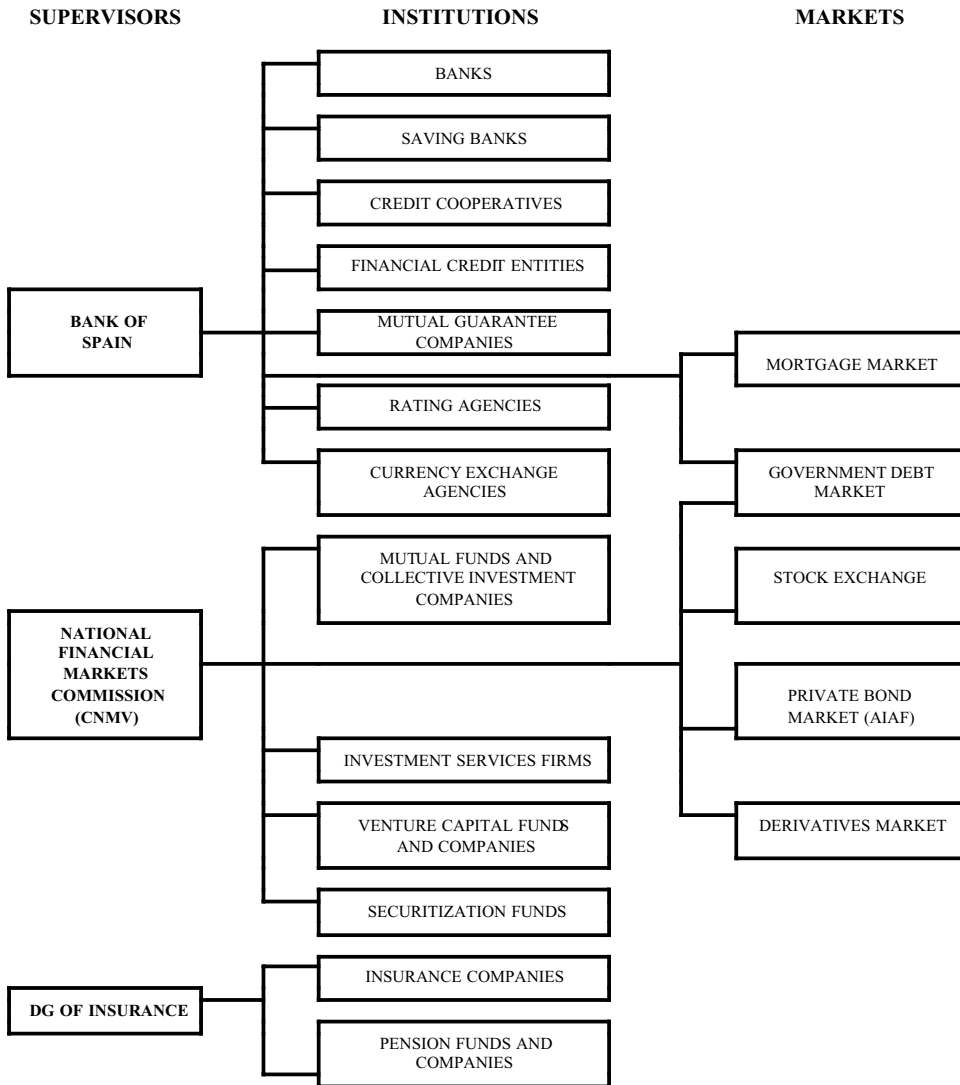 SUPERVISORS
INSTITUTIONS
MARKETS
BANKS
SAVING BANKS
CREDIT COOPERATIVES
FINANCIAL CREDIT ENTITIES
BANK OF
SPAIN
MUTUAL GUARANTEE
COMPANIES
MORTGAGE MARKET
RATING AGENCIES
CURRENCY EXCHANGE
AGENCIES
GOVERNMENT DEBT
MARKET
MUTUAL FUNDS AND
COLLECTIVE INVESTMENT
COMPANIES
STOCK EXCHANGE
NATIONAL
FINANCIAL
MARKETS
COMMISSION
(CNMV)
PRIVATE BOND
MARKET (AIAF)
INVESTMENT SERVICES FIRMS
VENTURE CAPITAL FUNDS
AND COMPANIES
DERIVATIVES MARKET
SECURITIZATION FUNDS
INSURANCE COMPANIES
DG OF INSURANCE
PENSION FUNDS AND
COMPANIES